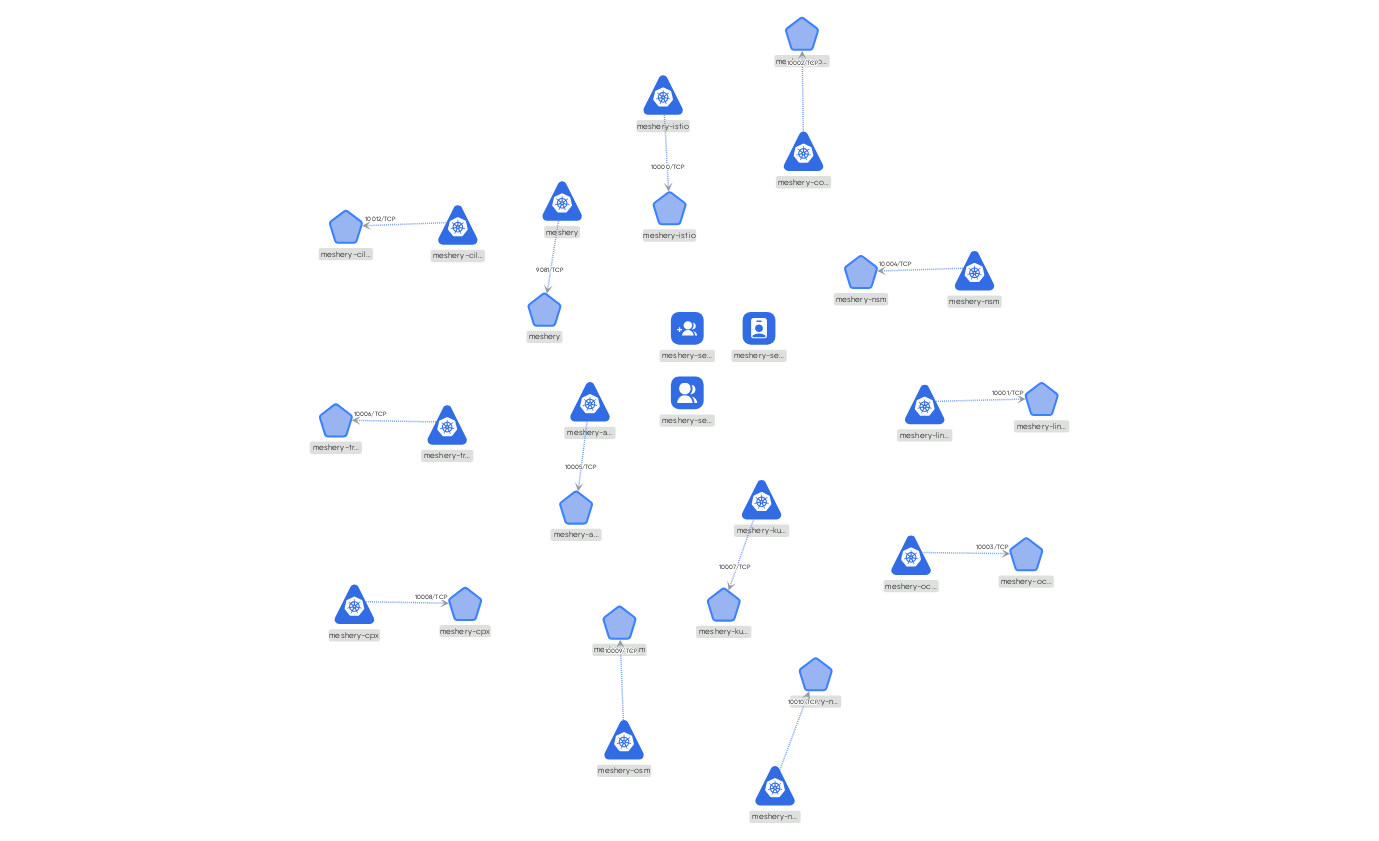 10002/TCP
meshery-istio
10000/TCP
meshery-co...
meshery-istio
10012/TCP
meshery-cil...
meshery-cil...
meshery
9081/TCP
meshery
10004/TCP
meshery-nsm
meshery-nsm
meshery-se...
meshery-se...
meshery-se...
10001/TCP
meshery-lin...
meshery-lin...
10006/TCP
meshery-tr...
meshery-tr...
meshery-a...
10005/TCP
meshery-a...
meshery-ku...
10007/TCP
meshery-ku...
10003/TCP
meshery-oc...
meshery-oc...
10008/TCP
meshery-cpx
meshery-cpx
10009/TCP
meshery-osm
10010/TCP
meshery-n...